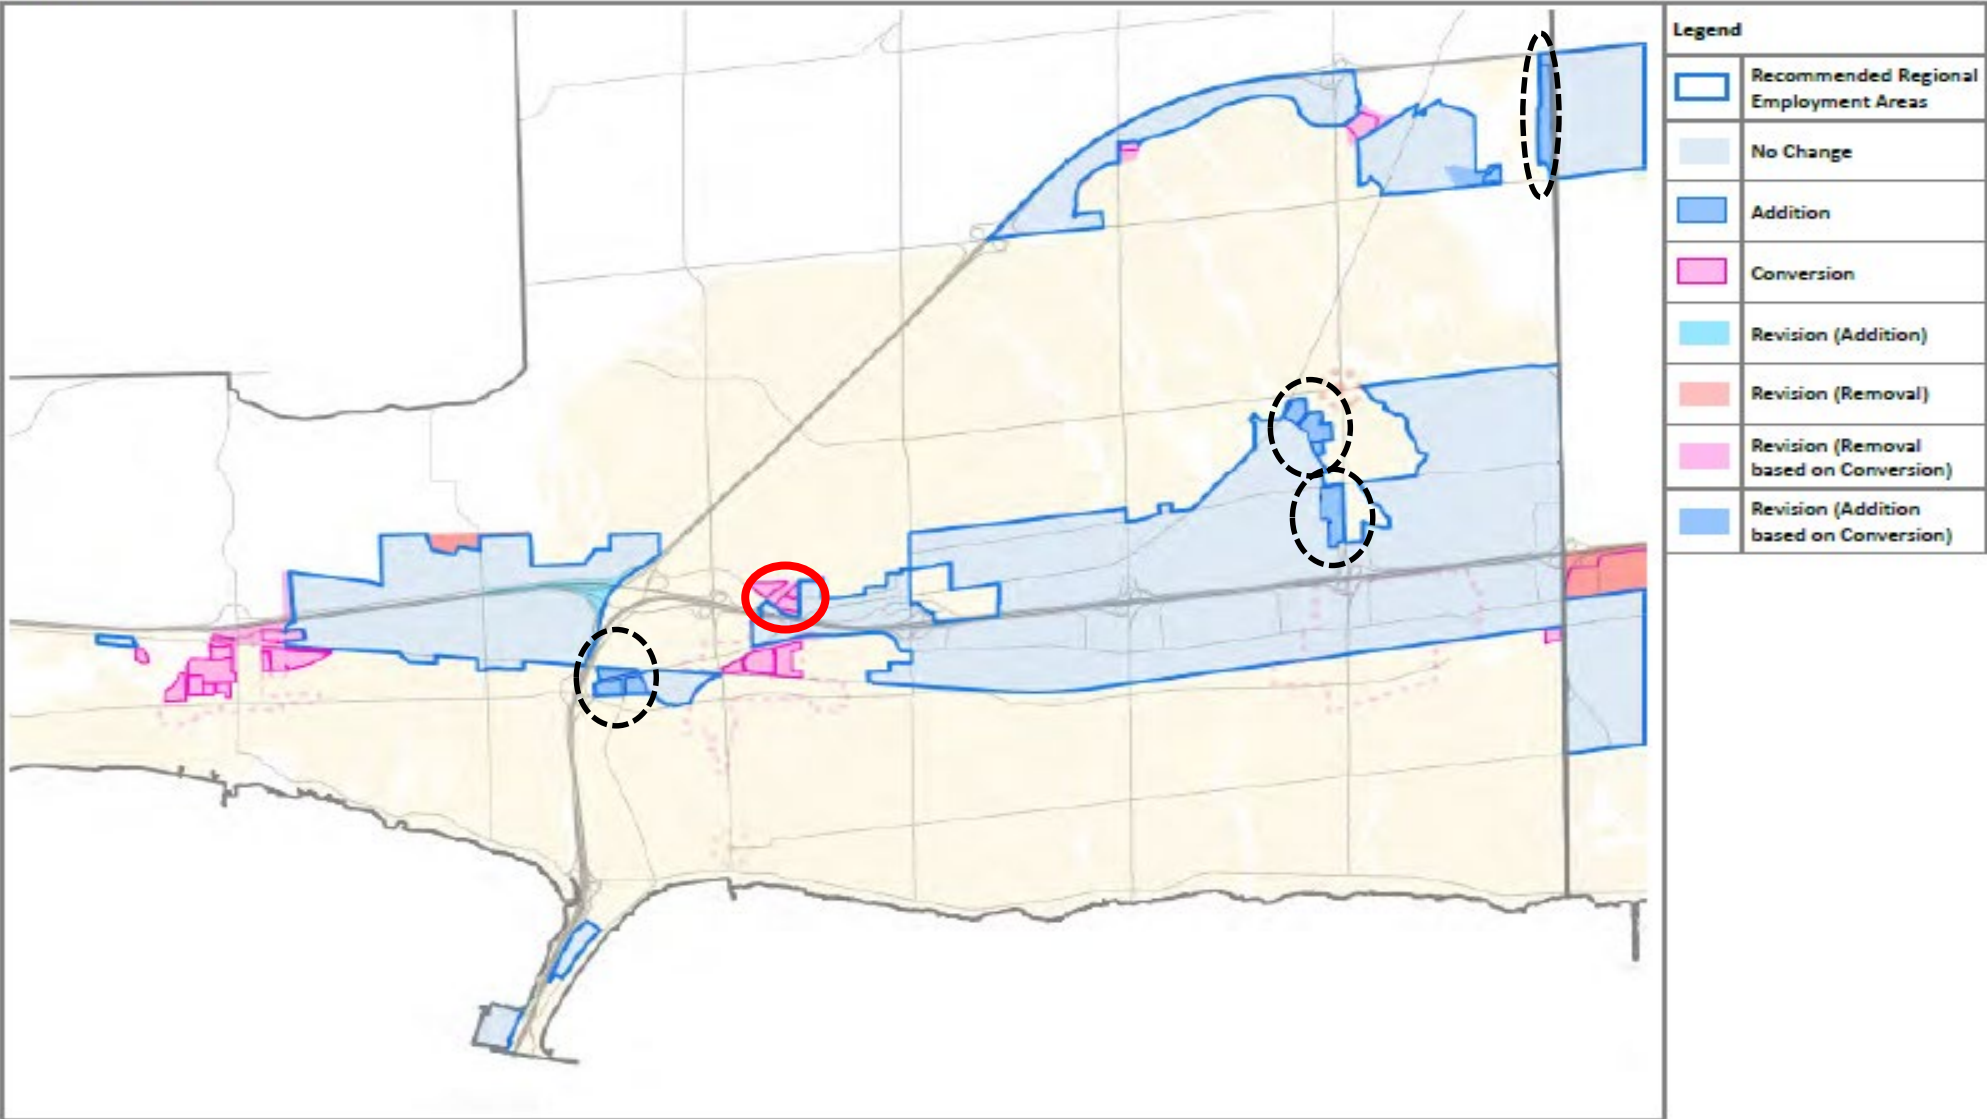 Legend
Recommended Regional
Employment Areas
No Change
Addition
Conversion
Revision (Addition)
Revision (Removal)
Revision (Removal
based on Conversion)
Revision (Addition
based on Conversion)